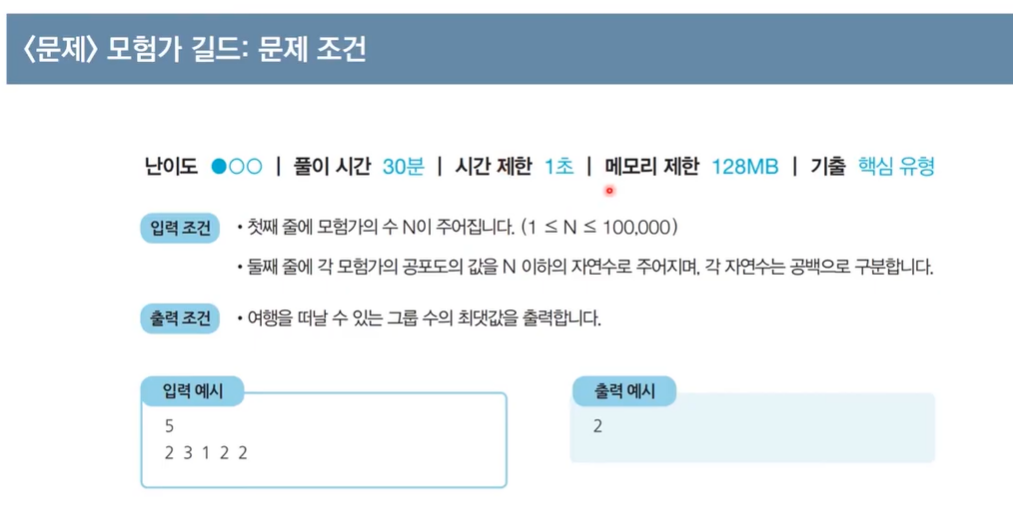 〈문제〉 모험가 길드: 문제 조건
난이도 ●○○ | 풀이 시간 30분 | 시간 제한 1초 | 메모리 제한 128MB | 기출 핵심 유형
입력 조건 • 첫째 줄에 모험가의 수 N이 주어집니다. (1 ≤ N ≤ 100,000)
• 둘째 줄에 각 모험가의 공포도의 값을 N 이하의 자연수로 주어지며, 각 자연수는 공백으로 구분합니다.
출력 조건 • 여행을 떠날 수 있는 그룹 수의 최댓값을 출력합니다.
입력 예시
5
2 3 1 2 2
출력 예시
2